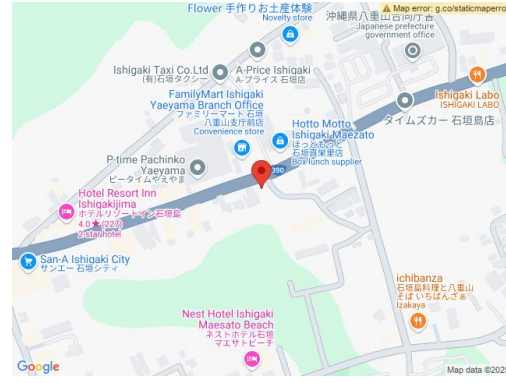 Flower 手作りお土産体験
Novelty store
⚠ Map error: g.co/staticmaperro
沖縄県八重山合同庁舎
Japanese prefecture
government office
Ishigaki Taxi Co.Ltd
(有)石垣タクシー
A-Price Ishigaki
A-プライス 石垣店
Ishigaki Labo
ISHIGAKI LABO
FamilyMart Ishigaki
Yaeyama Branch Office
ファミリーマート 石垣
八重山支庁前店
Convenience store
タイムズカー 石垣島店
Hotto Motto
Ishigaki Maezato
石垣真栄里店
Box lunch supplier
P-time Pachinko
Yaeyama
ピータイムやえやま
390
Hotel Resort Inn
Ishigakijima
ホテルリゾートイン石垣島
4.0★(227)
2-star hotel
San-A Ishigaki City
サンエー 石垣シティ
ichibanza
石垣島料理と八重山
そば いちばんざぁ
Izakaya
Nest Hotel Ishigaki
Maesato Beach
ネストホテル石垣
マエサトビーチ
Google
Map data ©2025